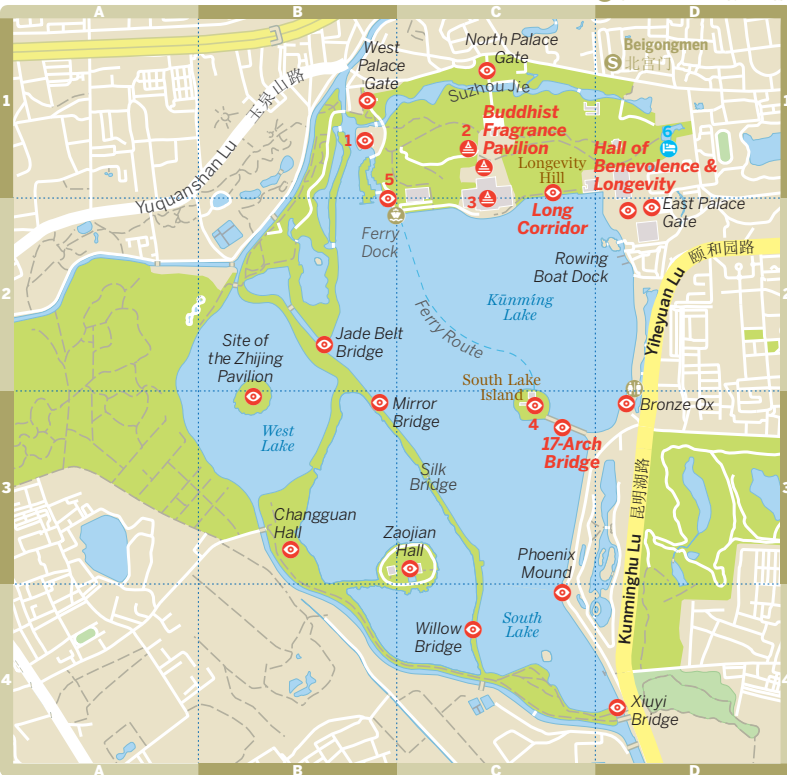 A
B
C
D
1
West
Palace
Gate
North Palace
Gate
Beigongmen
S 北宫门
玉泉山路
Yuquanshan Lu
Suzhou Jie
1
2
Buddhist
Fragrance
Pavilion
6
Hall of
Benevolence &
Longevity
Longevity
Hill
5
3
Long
Corridor
East Palace
Gate
Ferry
Dock
Rowing
Boat Dock
颐和园路
Yiheyuan Lu
2
Kūnmíng
Lake
Ferry Route
Jade Belt
Bridge
Site of
the Zhijing
Pavilion
South Lake
Island
4
Mirror
Bridge
Bronze Ox
17-Arch
Bridge
West
Lake
3
3
Silk
Bridge
昆明湖路
Kunminghu Lu
Changguan
Hall
Zaojian
Hall
Phoenix
Mound
South
Lake
Willow
Bridge
4
4
Xiuyi
Bridge
A
B
C
D